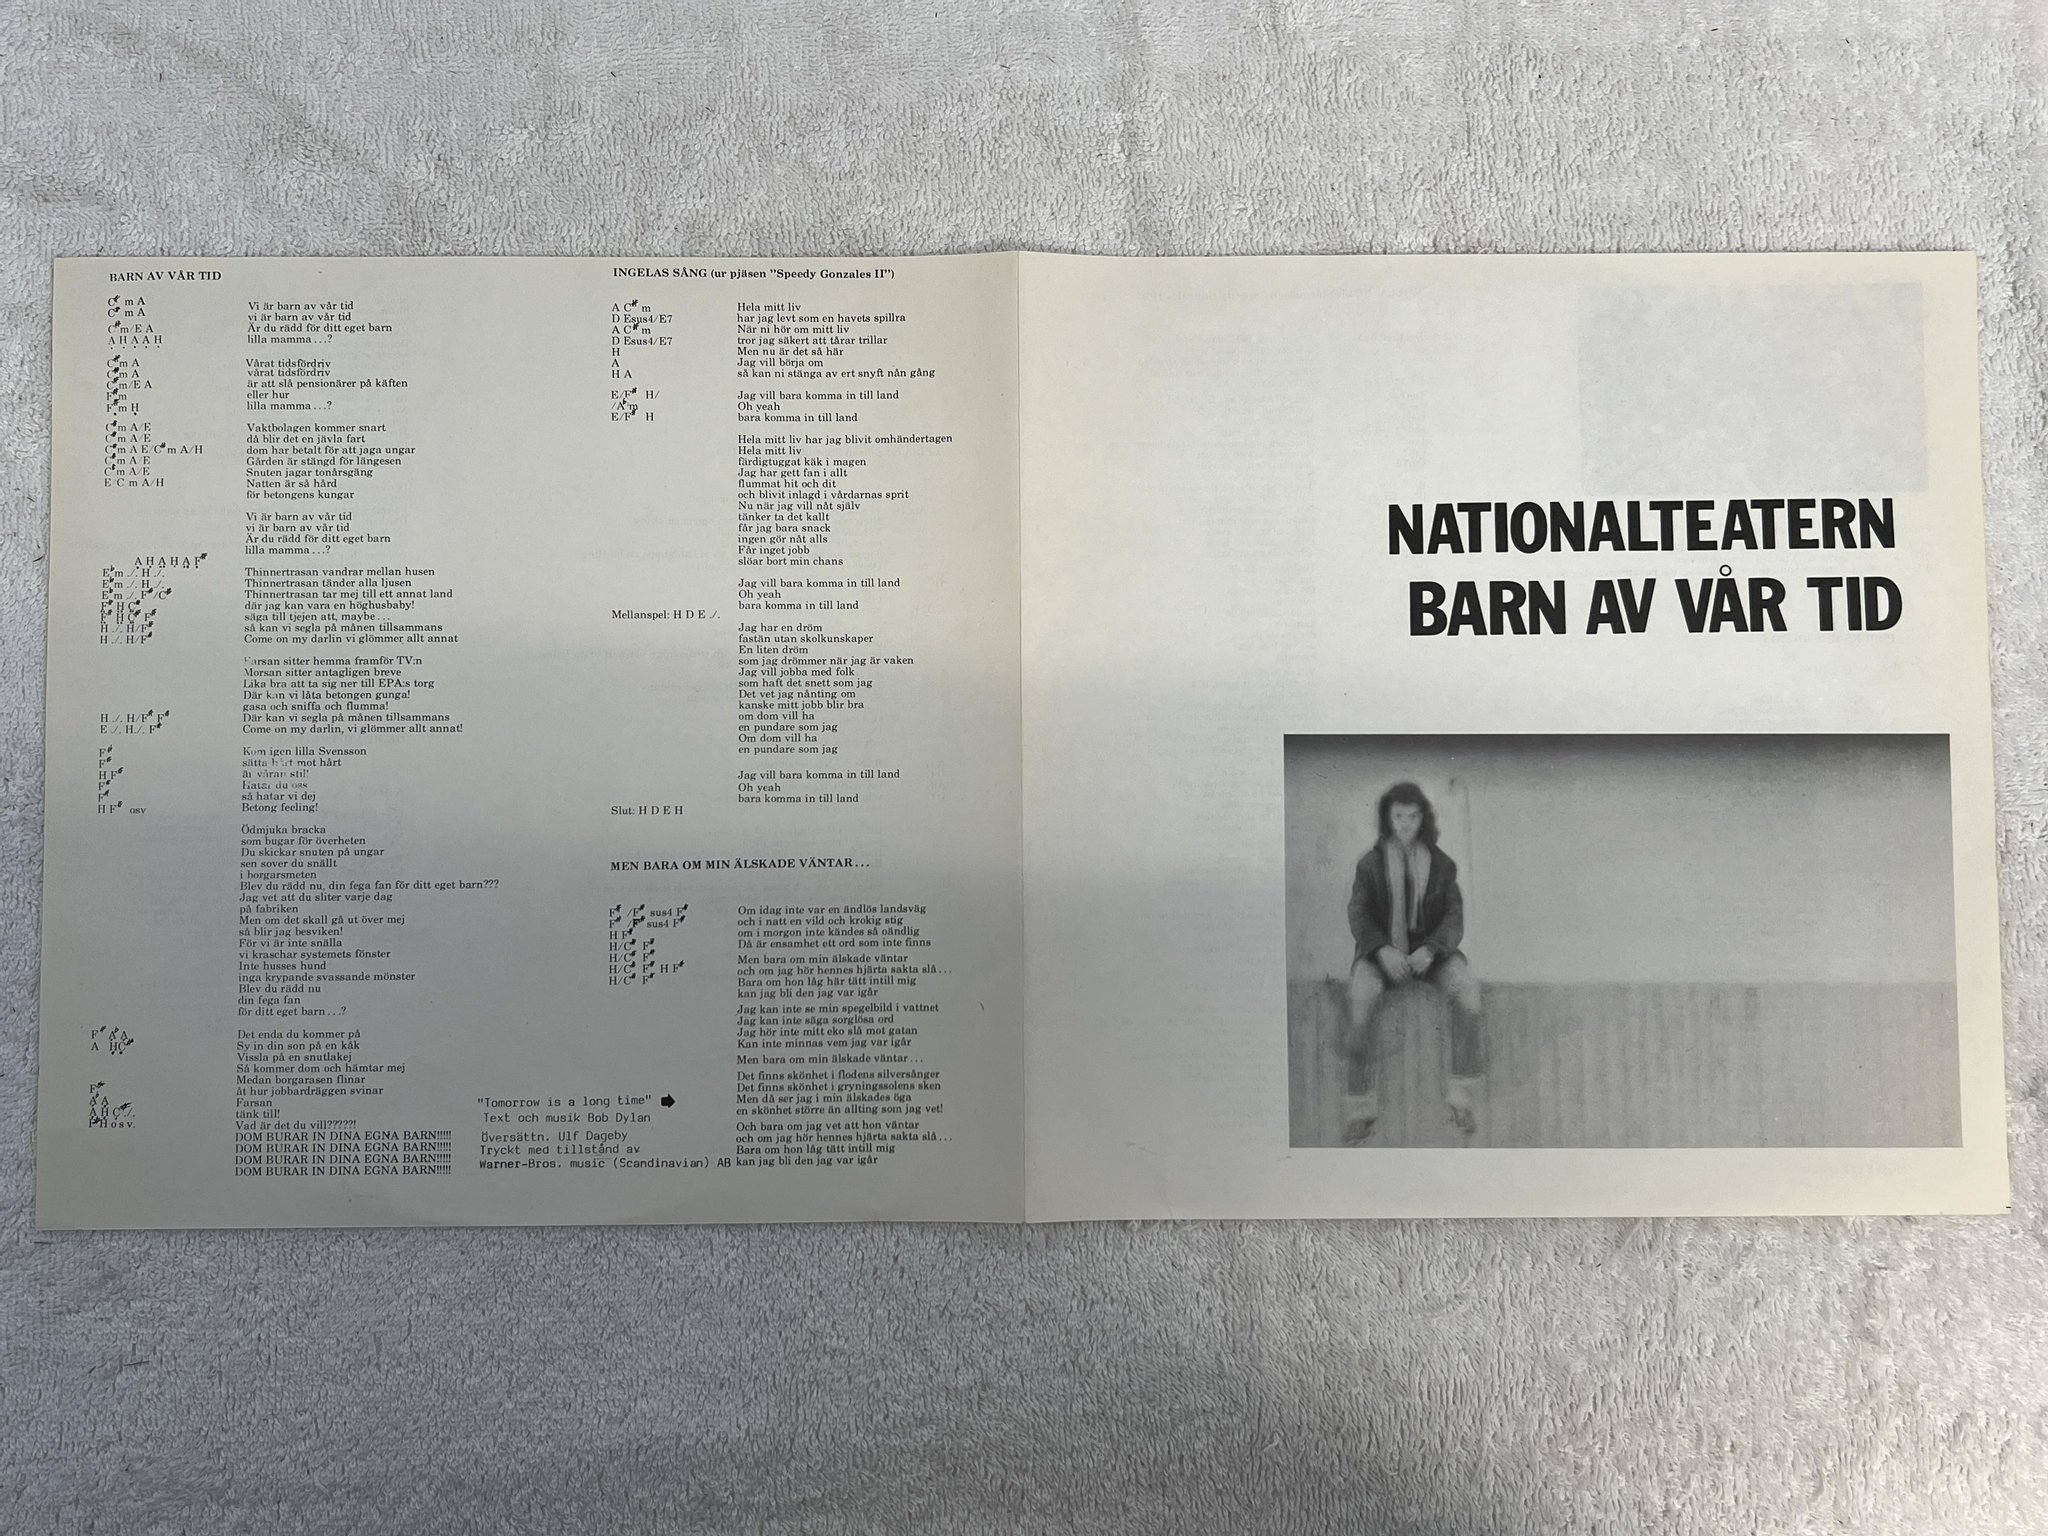 BARN AV VÅR TID
C# m A Vi är barn av vår tid
C# m A vi är barn av vår tid
C#m/E A Är du rädd för ditt eget barn
A H A A H lilla mamma...?
C#m A Vårat tidsfördriv
C#m A vårat tidsfördriv
C#m/E A är att slå pensionärer på käften
F#m eller hur
F#m H lilla mamma...?
C#m A/E Vaktbolagen kommer snart
C#m A/E då blir det en jävla fart
C#m A E/C#m A/H dom har betalt för att jaga ungar
C#m A/E Gården är stängd för längesen
C#m A/E Snuten jagar tonårsgäng
E/C m A/H Natten är så hård
för betongens kungar
Vi är barn av vår tid
vi är barn av vår tid
Är du rädd för ditt eget barn
lilla mamma...?
A H A H A F#
Ebm ./. H ./. Thinnertrasan vandrar mellan husen
Ebm ./. H ./. Thinnertrasan tänder alla ljusen
Ebm ./. F#/C# Thinnertrasan tar mej till ett annat land
F# H C# där jag kan vara en höghusbaby!
F# H C# F# säga till tjejen att, maybe...
H ./. H/F# så kan vi segla på månen tillsammans
H ./. H/F# Come on my darlin vi glömmer allt annat
Farsan sitter hemma framför TV:n
Morsan sitter antagligen breve
Lika bra att ta sig ner till EPA:s torg
Där kan vi låta betongen gunga!
gasa och sniffa och flumma!
H ./. H/F# F# Där kan vi segla på månen tillsammans
E ./. H./. F# Come on my darlin, vi glömmer allt annat!
F# Kom igen lilla Svensson
F# sätta hårt mot hårt
H F# är våran stil'
F# Hatar du oss
F# så hatar vi dej
H F# osv Betong feeling!
Ödmjuka bracka
som bugar för överheten
Du skickar snuten på ungar
sen sover du snällt
i borgarsmeten
Blev du rädd nu, din fega fan för ditt eget barn???
Jag vet att du sliter varje dag
på fabriken
Men om det skall gå ut över mej
så blir jag besviken!
För vi är inte snälla
vi kraschar systemets fönster
Inte husses hund
inga krypande svassande mönster
Blev du rädd nu
din fega fan
för ditt eget barn...?
F# A A Det enda du kommer på
A HC# Sy in din son på en kåk
Vissla på en snutlakej
Så kommer dom och hämtar mej
Medan borgarasen flinar
F# åt hur jobbardräggen svinar
A A Farsan
A H C#./. tänk till!
H osv. Vad är det du vill?????!
DOM BURAR IN DINA EGNA BARN!!!!!
DOM BURAR IN DINA EGNA BARN!!!!!
DOM BURAR IN DINA EGNA BARN!!!!!
DOM BURAR IN DINA EGNA BARN!!!!!
INGELAS SÅNG (ur pjäsen "Speedy Gonzales II")
A C# m Hela mitt liv
D Esus4/E7 har jag levt som en havets spillra
A C# m När ni hör om mitt liv
D Esus4/E7 tror jag säkert att tårar trillar
H Men nu är det så här
A Jag vill börja om
H A så kan ni stänga av ert snyft nån gång
E/F# H/ Jag vill bara komma in till land
/Abm Oh yeah
E/F# H bara komma in till land
Hela mitt liv har jag blivit omhändertagen
Hela mitt liv
färdigtuggat käk i magen
Jag har gett fan i allt
flummat hit och dit
och blivit inlagd i vårdarnas sprit
Nu när jag vill nåt själv
tänker ta det kallt
får jag bara snack
ingen gör nåt alls
Får inget jobb
slöar bort min chans
Jag vill bara komma in till land
Oh yeah
bara komma in till land
Mellanspel: H D E ./.
Jag har en dröm
fastän utan skolkunskaper
En liten dröm
som jag drömmer när jag är vaken
Jag vill jobba med folk
som haft det snett som jag
Det vet jag nånting om
kanske mitt jobb blir bra
om dom vill ha
en pundare som jag
Om dom vill ha
en pundare som jag
Jag vill bara komma in till land
Oh yeah
bara komma in till land
Slut: H D E H
MEN BARA OM MIN ÄLSKADE VÄNTAR...
F# /F# sus4 F# Om idag inte var en ändlös landsväg
F# /F# sus4 F# och i natt en vild och krokig stig
H F# om i morgon inte kändes så oändlig
H/C# F# Då är ensamhet ett ord som inte finns
H/C# F# Men bara om min älskade väntar
H/C# F# H F# och om jag hör hennes hjärta sakta slå...
H/C# F# Bara om hon låg här tätt intill mig
kan jag bli den jag var igår
Jag kan inte se min spegelbild i vattnet
Jag kan inte säga sorglösa ord
Jag hör inte mitt eko slå mot gatan
Kan inte minnas vem jag var igår
Men bara om min älskade väntar...
Det finns skönhet i flodens silversånger
Det finns skönhet i gryningssolens sken
Men då ser jag i min älskades öga
en skönhet större än allting som jag vet!
Och bara om jag vet att hon väntar
och om jag hör hennes hjärta sakta slå...
Bara om hon låg tätt intill mig
kan jag bli den jag var igår
"Tomorrow is a long time"
Text och musik Bob Dylan
Översättn. Ulf Dageby
Tryckt med tillstånd av
Warner-Bros. music (Scandinavian) AB
NATIONALTEATERN
BARN AV VÅR TID